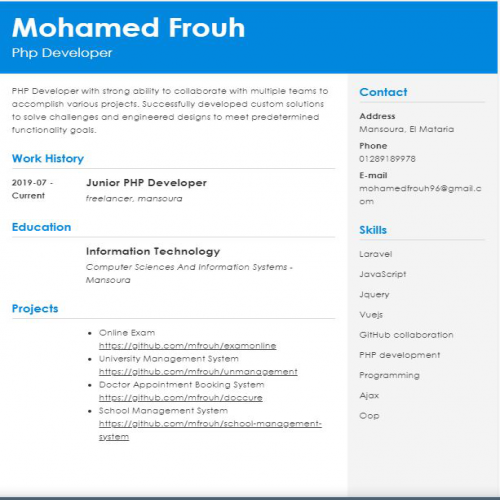 Mohamed Frouh
Php Developer
PHP Developer with strong ability to collaborate with multiple teams to
accomplish various projects. Successfully developed custom solutions
to solve challenges and engineered designs to meet predetermined
functionality goals.
Work History
2019-07 -
Current
Junior PHP Developer
freelancer, mansoura
Education
Information Technology
Computer Sciences And Information Systems -
Mansoura
Projects
• Online Exam
https://github.com/mfrouh/examonline
• University Management System
https://github.com/mfrouh/unmanagement
• Doctor Appointment Booking System
https://github.com/mfrouh/doccure
• School Management System
https://github.com/mfrouh/school-management-
system
Contact
Address
Mansoura, El Mataria
Phone
01289189978
E-mail
mohamedfrouh96@gmail.c
om
Skills
Laravel
JavaScript
Jquery
Vuejs
GitHub collaboration
PHP development
Programming
Ajax
Oop